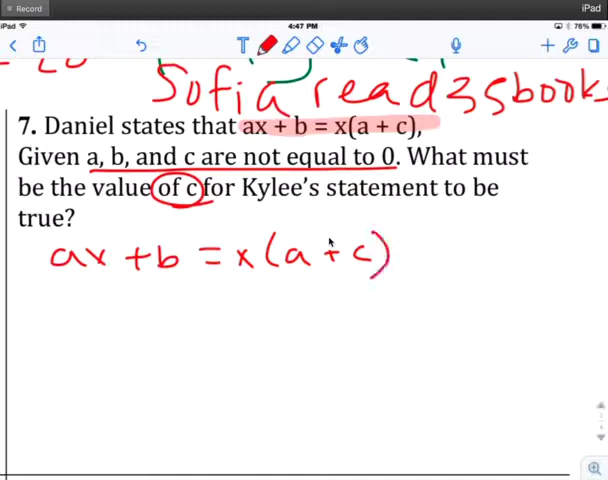 Record
iPad
iPad 4:47 PM 76%
T
Sofia read 35 books
7. Daniel states that ax + b = x(a + c),
Given a, b, and c are not equal to 0. What must
be the value of c for Kylee's statement to be
true?
ax + b = x(a + c)